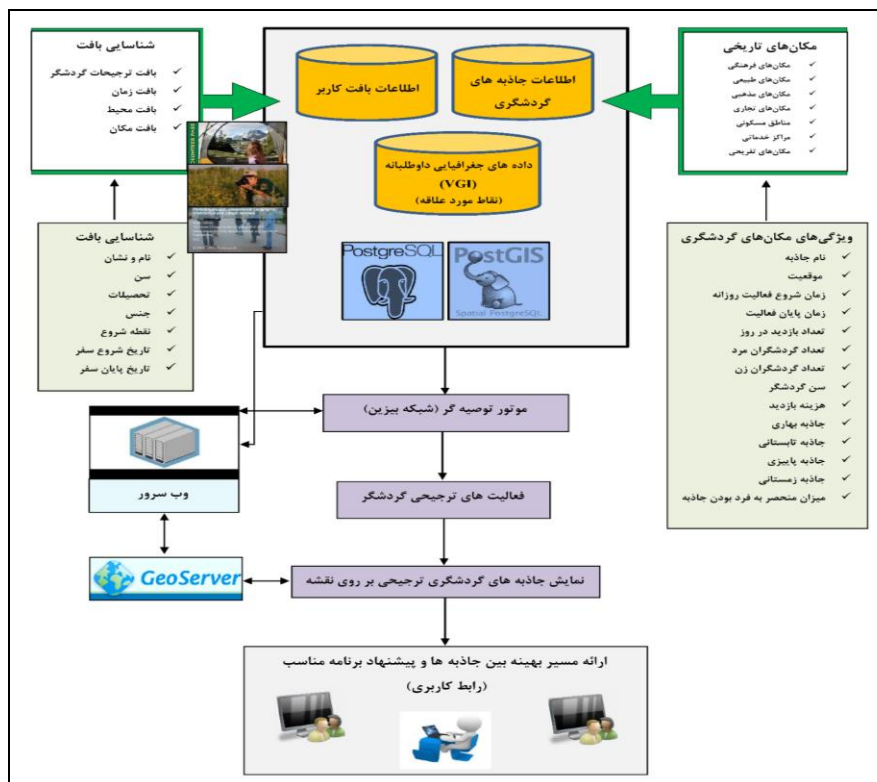 مکان‌های تاریخی
✓ مکان‌های فرهنگی
✓ مکان‌های طبیعی
✓ مکان‌های مذهبی
✓ مکان‌های تجاری
✓ مناطق مسکونی
✓ مراکز خدماتی
✓ مکان‌های تفریحی
اطلاعات جاذبه های
گردشگری
اطلاعات بافت کاربر
داده های جغرافیایی داوطلبانه
(VGI)
(نقاط مورد علاقه)
PostgreSQL
PostGIS
Spatial PostgreSQL
شناسایی بافت
✓ بافت ترجیحات گردشگر
✓ بافت زمان
✓ بافت محیط
✓ بافت مکان
ویژگی‌های مکان‌های گردشگری
✓ نام جاذبه
✓ موقعیت
✓ زمان شروع فعالیت روزانه
✓ زمان پایان فعالیت
✓ تعداد بازدید در روز
✓ تعداد گردشگران مرد
✓ تعداد گردشگران زن
✓ سن گردشگر
✓ هزینه بازدید
✓ جاذبه بهاری
✓ جاذبه تابستانی
✓ جاذبه پاییزی
✓ جاذبه زمستانی
✓ میزان منحصر به فرد بودن جاذبه
شناسایی بافت
✓ نام و نشان
✓ سن
✓ تحصیلات
✓ جنس
✓ نقطه شروع
✓ تاریخ شروع سفر
✓ تاریخ پایان سفر
موتور توصیه گر (شبکه بیزین)
وب سرور
فعالیت های ترجیحی گردشگر
GeoServer
نمایش جاذبه های گردشگری ترجیحی بر روی نقشه
ارائه مسیر بهینه بین جاذبه ها و پیشنهاد برنامه مناسب
(رابط کاربری)